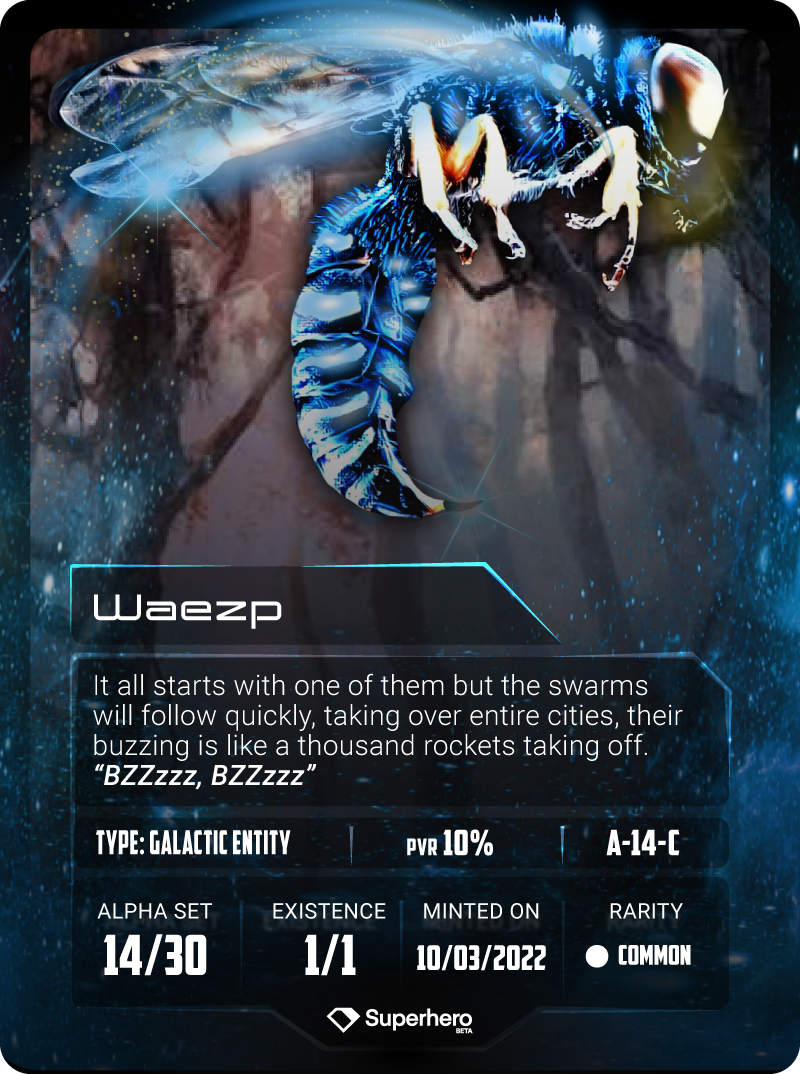 Waezp
It all starts with one of them but the swarms
will follow quickly, taking over entire cities, their
buzzing is like a thousand rockets taking off.
“BZZzzz, BZZzzz”
TYPE: GALACTIC ENTITY PVR 10% A-14-C
ALPHA SET EXISTENCE MINTED ON RARITY
14/30 1/1 10/03/2022 COMMON
Superhero
BETA